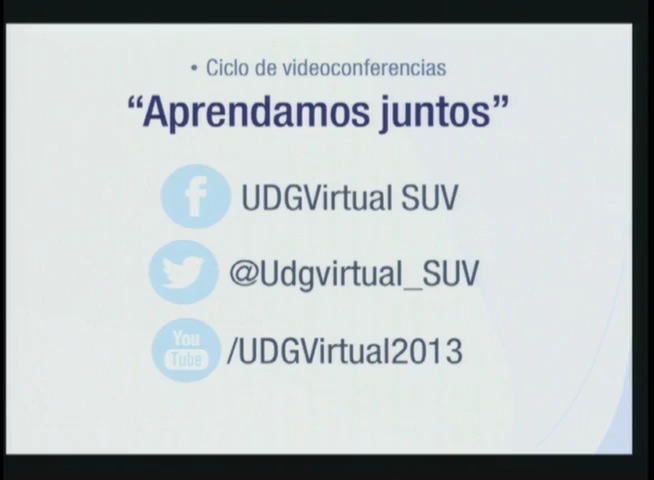 • Ciclo de videoconferencias
“Aprendamos juntos”
f UDGVirtual SUV
@Udgvirtual_SUV
You
Tube /UDGVirtual2013